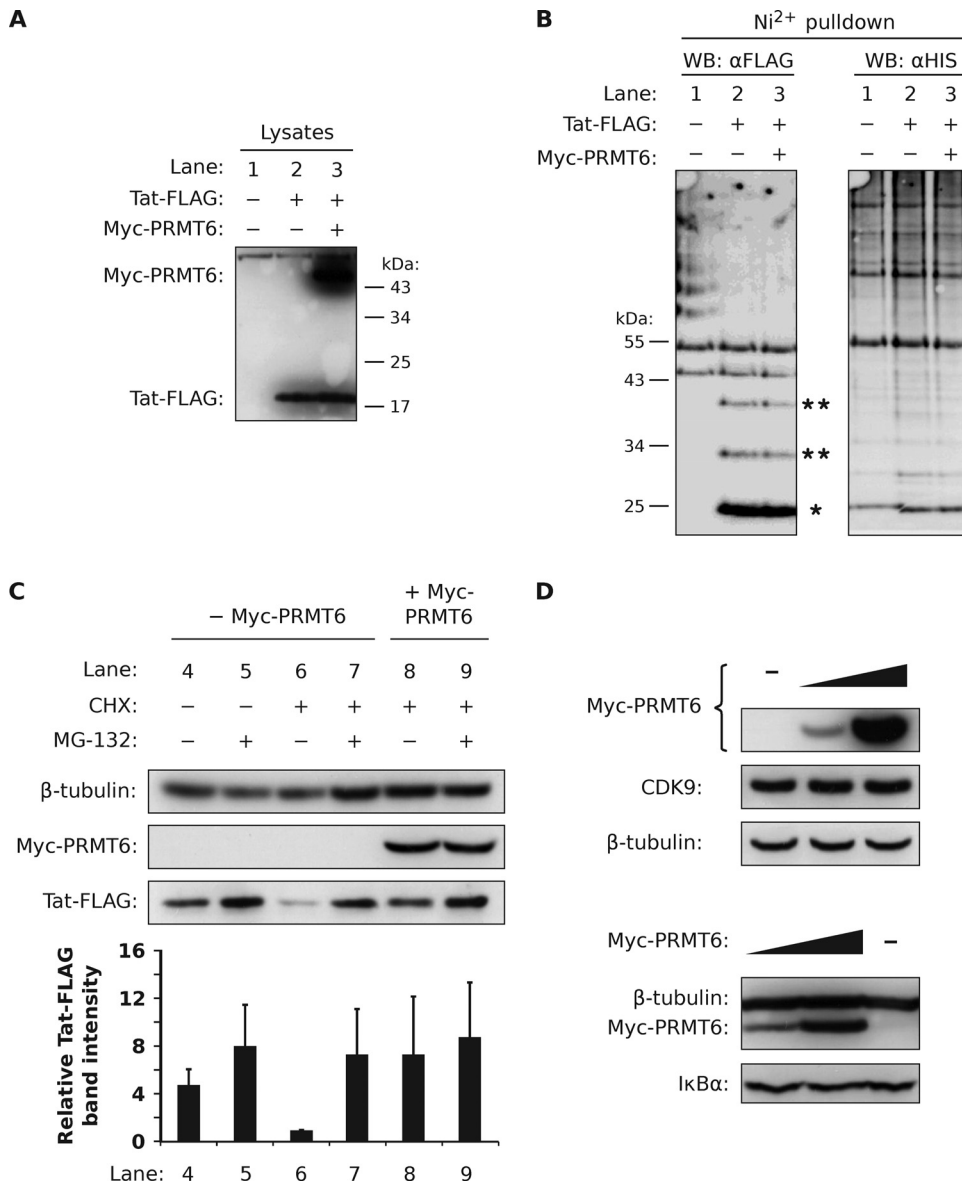 A
Lysates
Lane: 1 2 3
Tat-FLAG: − + +
Myc-PRMT6: − − +
kDa:
Myc-PRMT6:
43
34
25
Tat-FLAG:
17
B
Ni2+ pulldown
WB: αFLAG WB: αHIS
Lane: 1 2 3 1 2 3
Tat-FLAG: − + + − + +
Myc-PRMT6: − − + − − +
kDa:
55
43
**
34
**
25
*
C
− Myc-PRMT6
+ Myc-
PRMT6
Lane: 4 5 6 7 8 9
CHX: − − + + + +
MG-132: − + − + − +
β-tubulin:
Myc-PRMT6:
Tat-FLAG:
Relative Tat-FLAG
band intensity
16
12
8
4
0
Lane: 4 5 6 7 8 9
D
−
Myc-PRMT6
CDK9:
β-tubulin:
Myc-PRMT6: −
β-tubulin:
Myc-PRMT6:
IκBα: